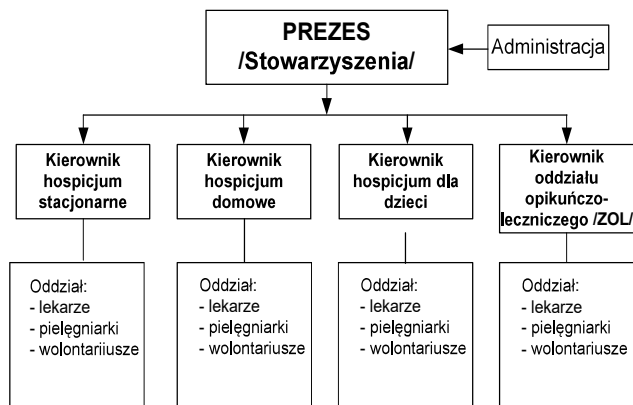 PREZES
/Stowarzyszenia/
Administracja
Kierownik
hospicjum
stacjonarne
Kierownik
hospicjum
domowe
Kierownik
hospicjum dla
dzieci
Kierownik
oddziału
opikuńczo-
leczniczego /ZOL/
Oddział:
- lekarze
- pielęgniarki
- wolontariiusze
Oddział:
- lekarze
- pielęgniarki
- wolontariusze
Oddział:
- lekarze
- pielęgniarki
- wolontariusze
Oddział:
- lekarze
- pielęgniarki
- wolontariusze